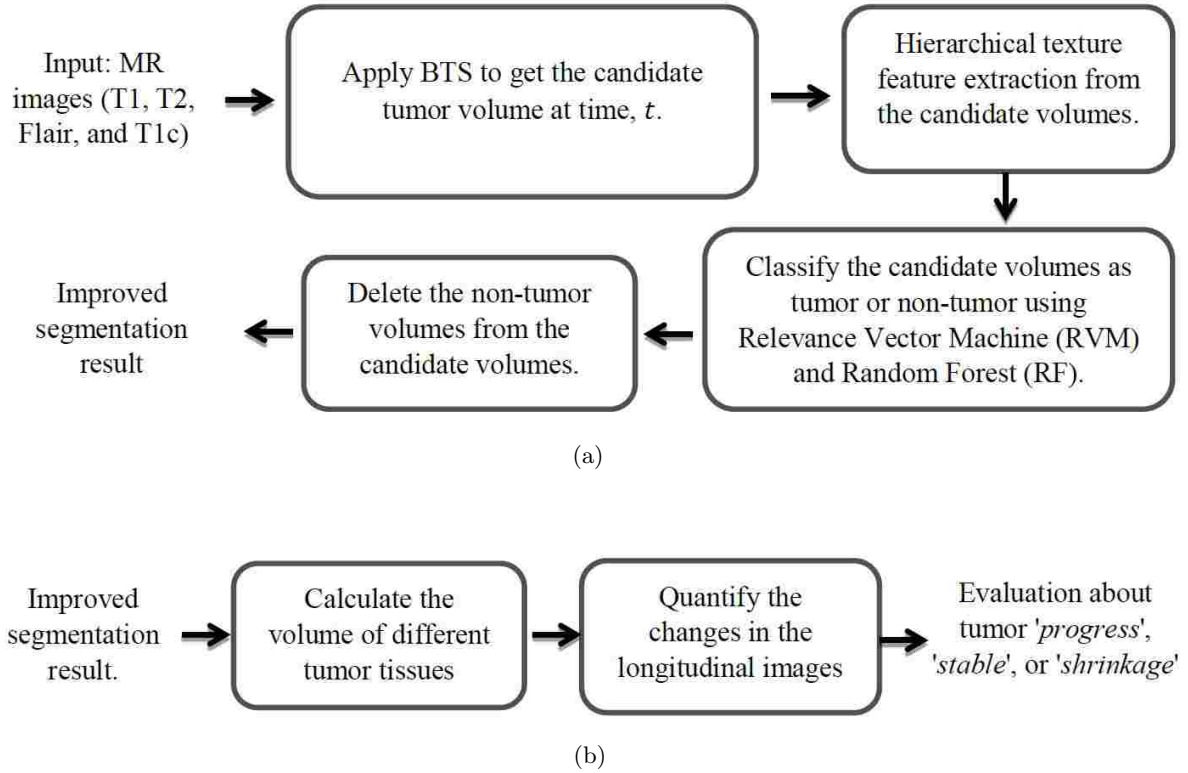 Input: MR
images (T1, T2,
Flair, and T1c)
Apply BTS to get the candidate
tumor volume at time, t.
Hierarchical texture
feature extraction from
the candidate volumes.
Classify the candidate volumes as
tumor or non-tumor using
Relevance Vector Machine (RVM)
and Random Forest (RF).
Delete the non-tumor
volumes from the
candidate volumes.
Improved
segmentation
result
(a)
Improved
segmentation
result.
Calculate the
volume of different
tumor tissues
Quantify the
changes in the
longitudinal images
Evaluation about
tumor 'progress',
'stable', or 'shrinkage'
(b)